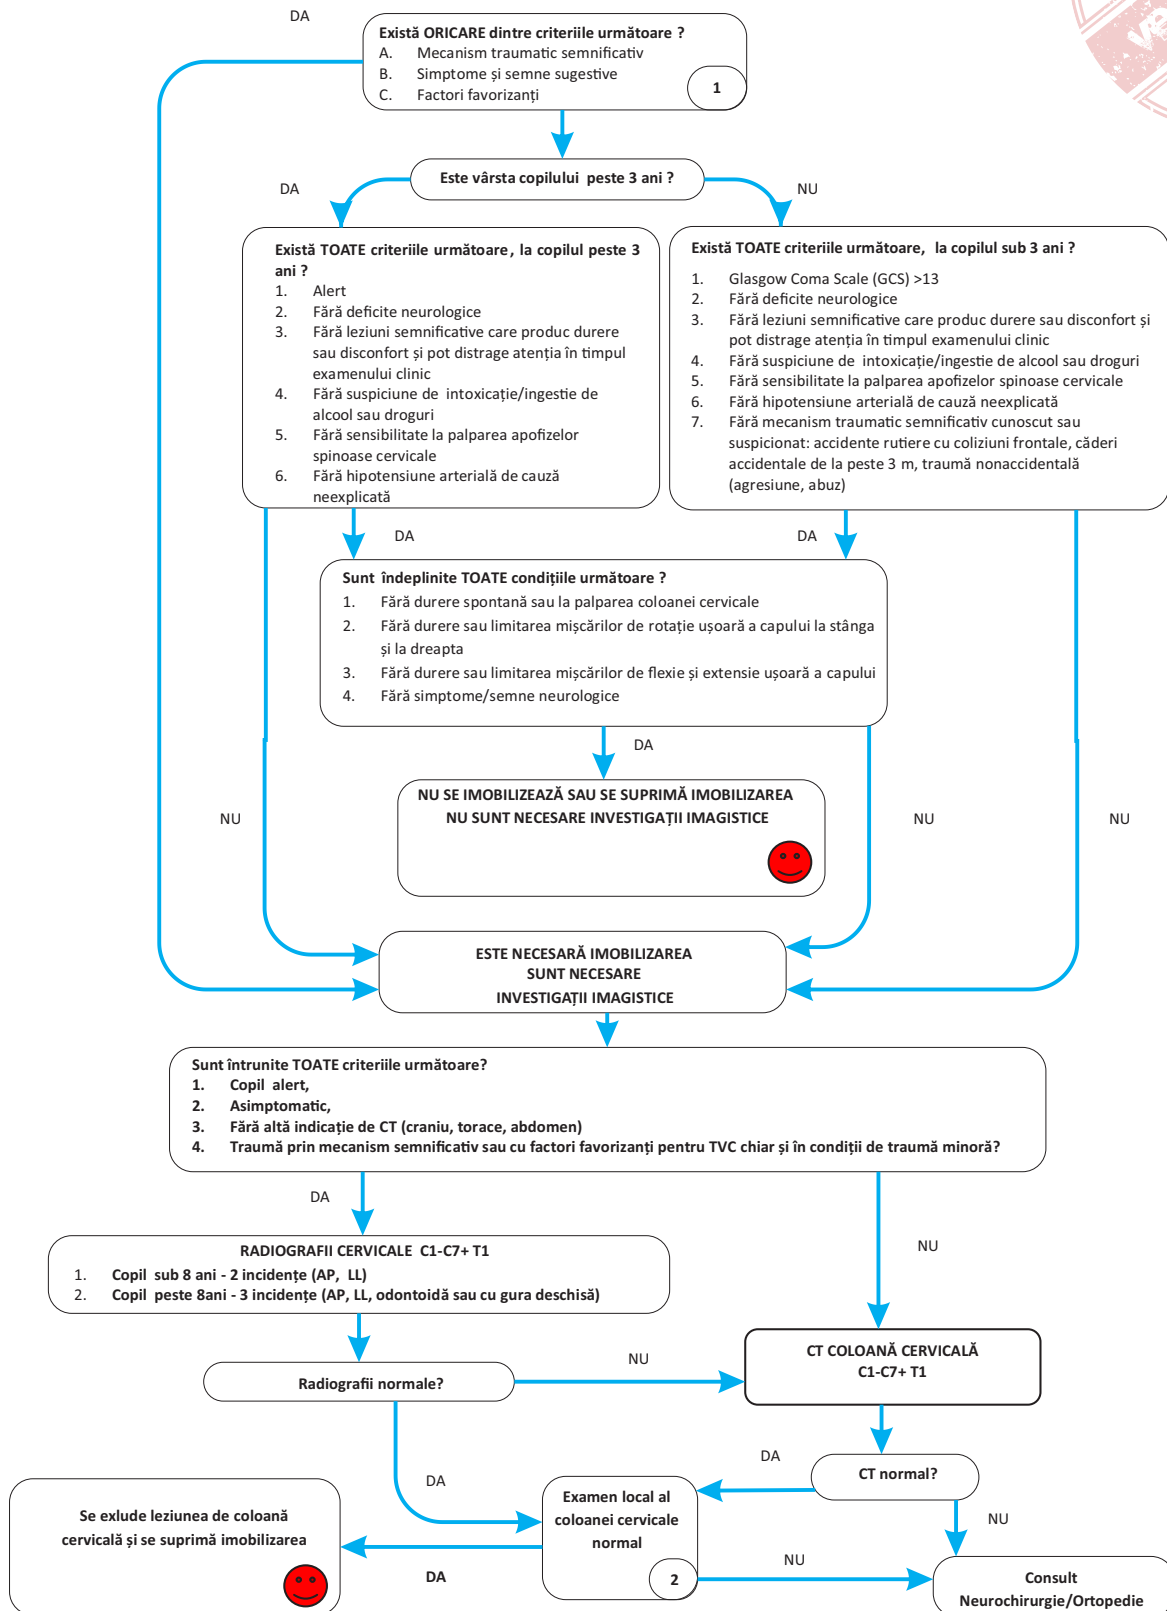 DA
Există ORICARE dintre criteriile următoare ?
A. Mecanism traumatic semnificativ
B. Simptome și semne sugestive
C. Factori favorizanți
1
Este vârsta copilului peste 3 ani ?
DA
NU
Există TOATE criteriile următoare, la copilul peste 3
ani ?
1. Alert
2. Fără deficite neurologice
3. Fără leziuni semnificative care produc durere
sau disconfort și pot distrage atenția în timpul
examenului clinic
4. Fără suspiciune de intoxicație/ingestie de
alcool sau droguri
5. Fără sensibilitate la palparea apofizelor
spinoase cervicale
6. Fără hipotensiune arterială de cauză
neexplicată
Există TOATE criteriile următoare, la copilul sub 3 ani ?
1. Glasgow Coma Scale (GCS) >13
2. Fără deficite neurologice
3. Fără leziuni semnificative care produc durere sau disconfort și
pot distrage atenția în timpul examenului clinic
4. Fără suspiciune de intoxicație/ingestie de alcool sau droguri
5. Fără sensibilitate la palparea apofizelor spinoase cervicale
6. Fără hipotensiune arterială de cauză neexplicată
7. Fără mecanism traumatic semnificativ cunoscut sau
suspicionat: accidente rutiere cu coliziuni frontale, căderi
accidentale de la peste 3 m, traumă nonaccidentală
(agresiune, abuz)
DA
DA
Sunt îndeplinite TOATE condițiile următoare ?
1. Fără durere spontană sau la palparea coloanei cervicale
2. Fără durere sau limitarea mișcărilor de rotație ușoară a capului la stânga
și la dreapta
3. Fără durere sau limitarea mișcărilor de flexie și extensie ușoară a capului
4. Fără simptome/semne neurologice
DA
NU SE IMOBILIZEAZĂ SAU SE SUPRIMĂ IMOBILIZAREA
NU SUNT NECESARE INVESTIGAȚII IMAGISTICE
NU
NU
NU
ESTE NECESARĂ IMOBILIZAREA
SUNT NECESARE
INVESTIGAȚII IMAGISTICE
Sunt întrunite TOATE criteriile următoare?
1. Copil alert,
2. Asimptomatic,
3. Fără altă indicație de CT (craniu, torace, abdomen)
4. Traumă prin mecanism semnificativ sau cu factori favorizanți pentru TVC chiar și în condiții de traumă minoră?
DA
NU
RADIOGRAFII CERVICALE C1-C7+ T1
1. Copil sub 8 ani - 2 incidențe (AP, LL)
2. Copil peste 8ani - 3 incidențe (AP, LL, odontoidă sau cu gura deschisă)
CT COLOANĂ CERVICALĂ
C1-C7+ T1
Radiografii normale?
NU
DA
CT normal?
DA
NU
Examen local al
coloanei cervicale
normal
2
Se exlude leziunea de coloană
cervicală și se suprimă imobilizarea
DA
NU
Consult
Neurochirurgie/Ortopedie